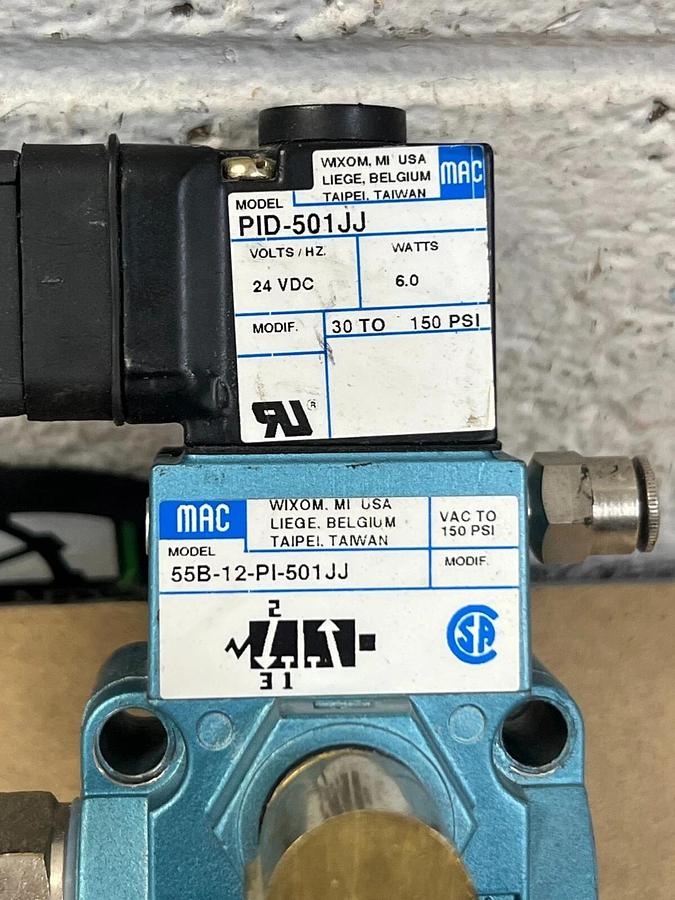 WIXOM, MI USA
LIEGE, BELGIUM
TAIPEI, TAIWAN
MAC
MODEL
PID-501JJ
VOLTS / HZ.
WATTS
24 VDC
6.0
MODIF.
30 TO 150 PSI
UR®
MAC
WIXOM, MI USA
LIEGE, BELGIUM
TAIPEI, TAIWAN
VAC TO
150 PSI
MODEL
55B-12-PI-501JJ
MODIF.
2
3 1
SA